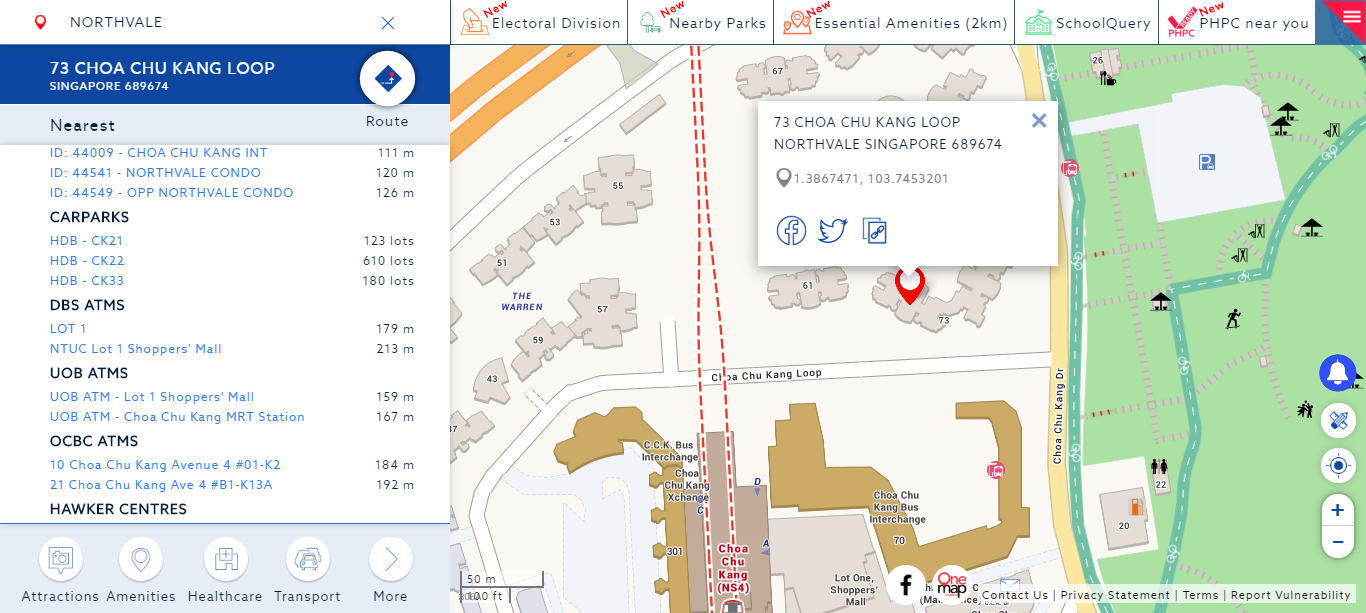 NORTHVALE
New
Electoral Division
New
Nearby Parks
New
Essential Amenities (2km)
SchoolQuery
READY
PHPC
New
PHPC near you
73 CHOA CHU KANG LOOP
SINGAPORE 689674
Nearest
Route
ID: 44009 - CHOA CHU KANG INT 111 m
ID: 44541 - NORTHVALE CONDO 120 m
ID: 44549 - OPP NORTHVALE CONDO 126 m
CARPARKS
HDB - CK21 123 lots
HDB - CK22 610 lots
HDB - CK33 180 lots
DBS ATMS
LOT 1 179 m
NTUC Lot 1 Shoppers' Mall 213 m
UOB ATMS
UOB ATM - Lot 1 Shoppers' Mall 159 m
UOB ATM - Choa Chu Kang MRT Station 167 m
OCBC ATMS
10 Choa Chu Kang Avenue 4 #01-K2 184 m
21 Choa Chu Kang Ave 4 #B1-K13A 192 m
HAWKER CENTRES
Attractions
Amenities
Healthcare
Transport
More
73 CHOA CHU KANG LOOP
NORTHVALE SINGAPORE 689674
1.3867471, 103.7453201
67
26
55
53
51
THE
WARREN
57
59
61
73
43
37
Choa Chu Kang Loop
Choa Chu Kang Dr
C.C.K. Bus
Interchange
Choa
Chu Kang
Xchange
C
D
A
Choa Chu
Kang Bus
Interchange
70
301
Choa
Chu
Kang
(NS4)
Lot One,
Shoppers'
Mall
22
20
50 m
100 ft
One
map
+
−
Contact Us | Privacy Statement | Terms | Report Vulnerability